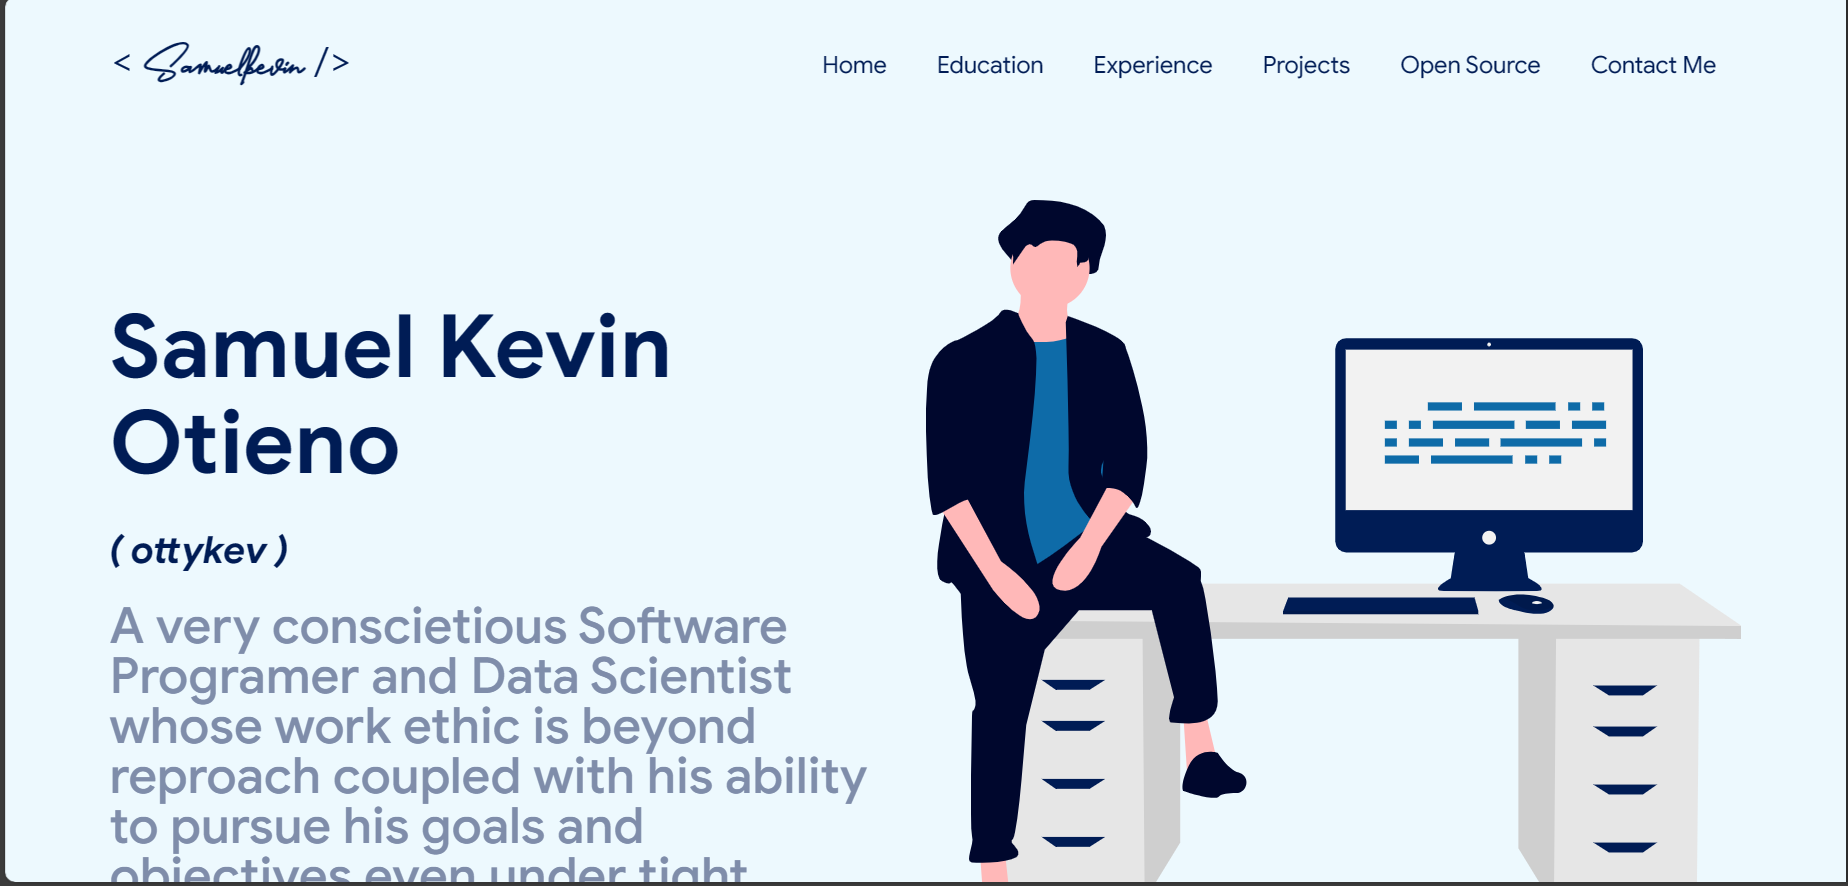 < Samuelkevin />
Home Education Experience Projects Open Source Contact Me
Samuel Kevin
Otieno
( ottykev )
A very conscietious Software
Programer and Data Scientist
whose work ethic is beyond
reproach coupled with his ability
to pursue his goals and
objectives even under tight